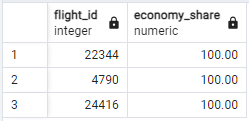 flight_id economy_share
integer numeric
1 22344 100.00
2 4790 100.00
3 24416 100.00